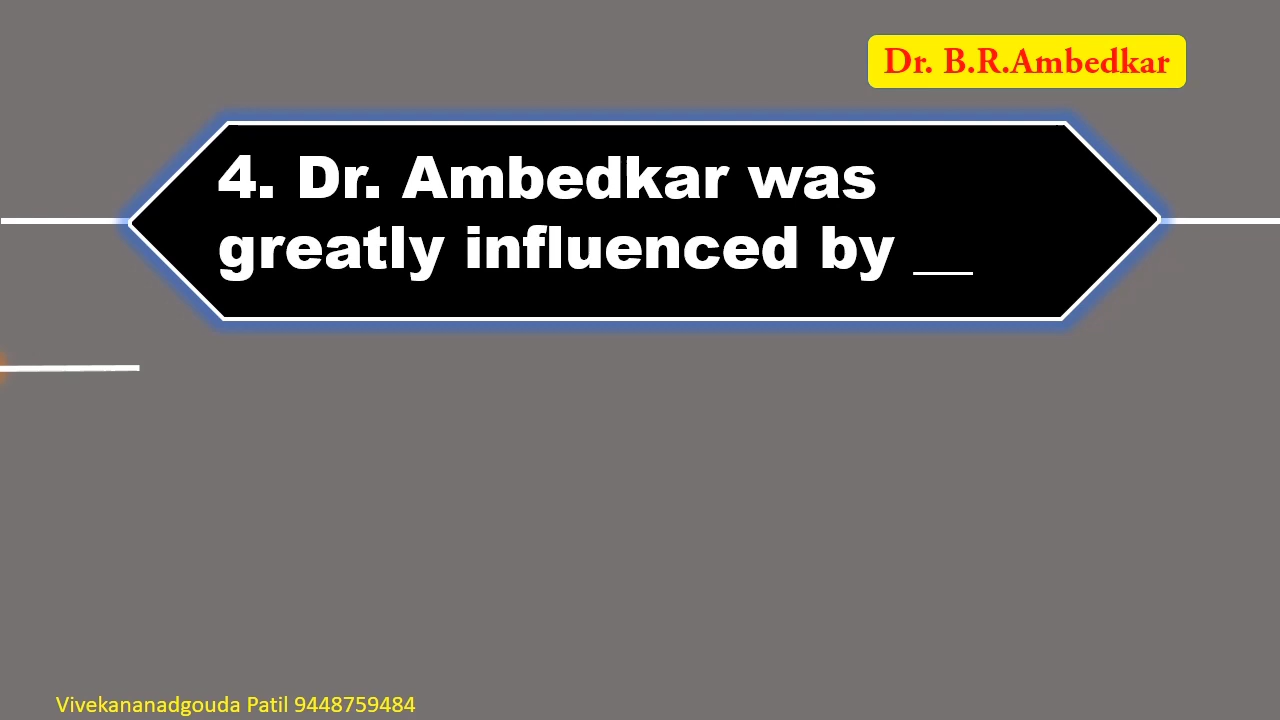 Dr. B.R.Ambedkar
4. Dr. Ambedkar was
greatly influenced by __
Vivekananadgouda Patil 9448759484